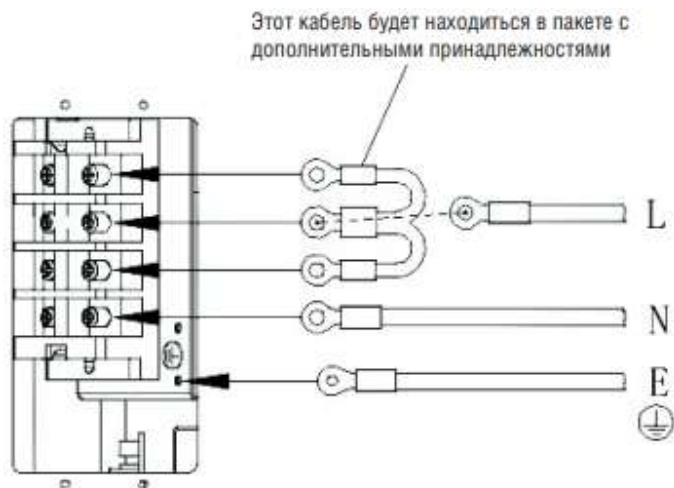 Этот кабель будет находиться в пакете с
дополнительными принадлежностями
L
N
E